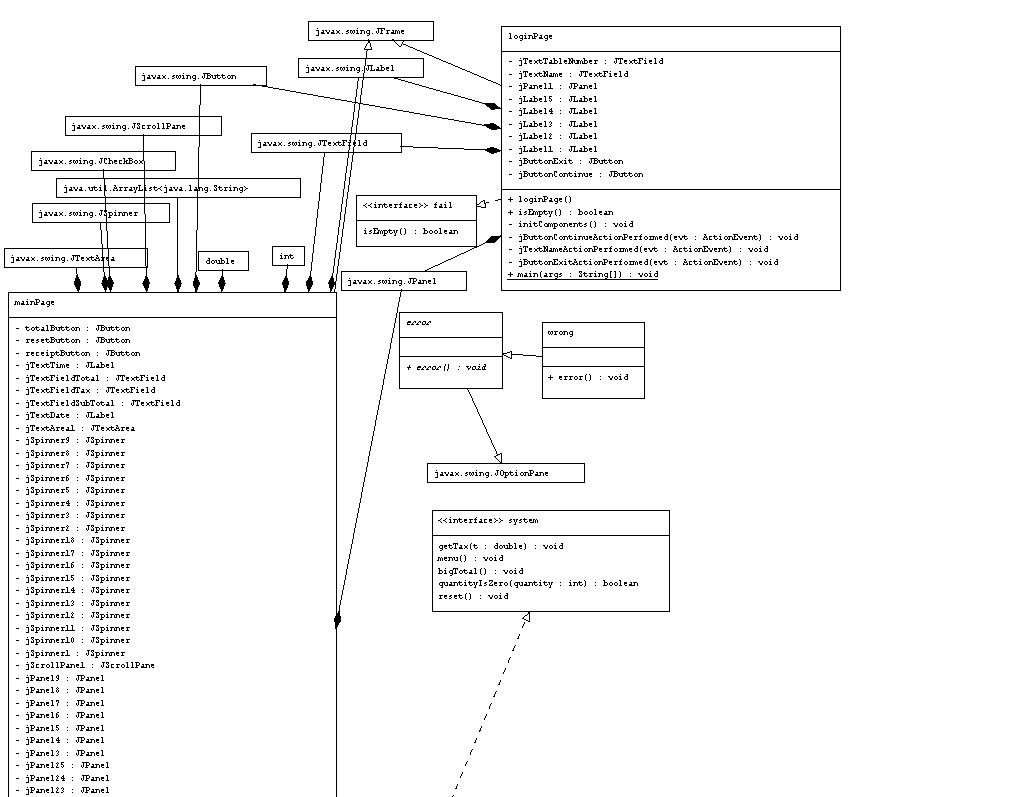 javax.swing.JFrame
javax.swing.JLabel
javax.swing.JButton
javax.swing.JScrollPane
javax.swing.JTextField
javax.swing.JCheckBox
java.util.ArrayList<java.lang.String>
javax.swing.JSpinner
javax.swing.JTextArea
double
int
javax.swing.JPanel
loginPage
- jTextTableNumber : JTextField
- jTextName : JTextField
- jPanel1 : JPanel
- jLabel5 : JLabel
- jLabel4 : JLabel
- jLabel3 : JLabel
- jLabel2 : JLabel
- jLabel1 : JLabel
- jButtonExit : JButton
- jButtonContinue : JButton
+ loginPage()
+ isEmpty() : boolean
- initComponents() : void
- jButtonContinueActionPerformed(evt : ActionEvent) : void
- jTextNameActionPerformed(evt : ActionEvent) : void
- jButtonExitActionPerformed(evt : ActionEvent) : void
+ main(args : String[]) : void
<<interface>> fail
isEmpty() : boolean
error
+ error() : void
wrong
+ error() : void
javax.swing.JOptionPane
<<interface>> system
getTax(t : double) : void
menu() : void
bigTotal() : void
quantityIsZero(quantity : int) : boolean
reset() : void
mainPage
- totalButton : JButton
- resetButton : JButton
- receiptButton : JButton
- jTextTime : JLabel
- jTextFieldTotal : JTextField
- jTextFieldTax : JTextField
- jTextFieldSubTotal : JTextField
- jTextDate : JLabel
- jTextArea1 : JTextArea
- jSpinner9 : JSpinner
- jSpinner8 : JSpinner
- jSpinner7 : JSpinner
- jSpinner6 : JSpinner
- jSpinner5 : JSpinner
- jSpinner4 : JSpinner
- jSpinner3 : JSpinner
- jSpinner2 : JSpinner
- jSpinner18 : JSpinner
- jSpinner17 : JSpinner
- jSpinner16 : JSpinner
- jSpinner15 : JSpinner
- jSpinner14 : JSpinner
- jSpinner13 : JSpinner
- jSpinner12 : JSpinner
- jSpinner11 : JSpinner
- jSpinner10 : JSpinner
- jSpinner1 : JSpinner
- jScrollPane1 : JScrollPane
- jPanel9 : JPanel
- jPanel8 : JPanel
- jPanel7 : JPanel
- jPanel6 : JPanel
- jPanel5 : JPanel
- jPanel4 : JPanel
- jPanel3 : JPanel
- jPanel25 : JPanel
- jPanel24 : JPanel
- jPanel23 : JPanel